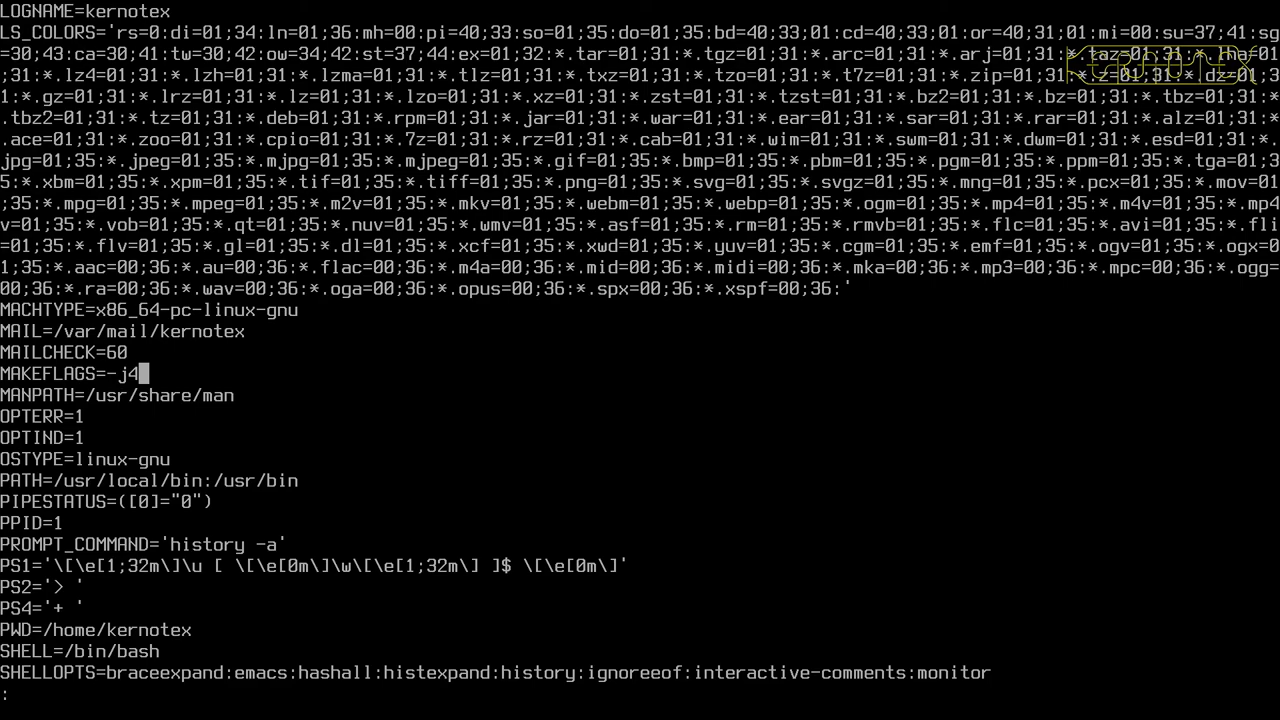 LOGNAME=kernotex
LS_COLORS='rs=0:di=01;34:ln=01;36:mh=00:pi=40;33:so=01;35:do=01;35:bd=40;33;01:cd=40;33;01:or=40;31;01:mi=00:su=37;41:sg
=30;43:ca=30;41:tw=30;42:ow=34;42:st=37;44:ex=01;32:*.tar=01;31:*.tgz=01;31:*.arc=01;31:*.arj=01;31:*.taz=01;31:*.lha=01
;31:*.lz4=01;31:*.lzh=01;31:*.lzma=01;31:*.tlz=01;31:*.txz=01;31:*.tzo=01;31:*.t7z=01;31:*.zip=01;31:*.z=01;31:*.dz=01;3
1:*.gz=01;31:*.lrz=01;31:*.lz=01;31:*.lzo=01;31:*.xz=01;31:*.zst=01;31:*.tzst=01;31:*.bz2=01;31:*.bz=01;31:*.tbz=01;31:*
.tbz2=01;31:*.tz=01;31:*.deb=01;31:*.rpm=01;31:*.jar=01;31:*.war=01;31:*.ear=01;31:*.sar=01;31:*.rar=01;31:*.alz=01;31:*
.ace=01;31:*.zoo=01;31:*.cpio=01;31:*.7z=01;31:*.rz=01;31:*.cab=01;31:*.wim=01;31:*.swm=01;31:*.dwm=01;31:*.esd=01;31:*.
jpg=01;35:*.jpeg=01;35:*.mjpg=01;35:*.mjpeg=01;35:*.gif=01;35:*.bmp=01;35:*.pbm=01;35:*.pgm=01;35:*.ppm=01;35:*.tga=01;3
5:*.xbm=01;35:*.xpm=01;35:*.tif=01;35:*.tiff=01;35:*.png=01;35:*.svg=01;35:*.svgz=01;35:*.mng=01;35:*.pcx=01;35:*.mov=01
;35:*.mpg=01;35:*.mpeg=01;35:*.m2v=01;35:*.mkv=01;35:*.webm=01;35:*.webp=01;35:*.ogm=01;35:*.mp4=01;35:*.m4v=01;35:*.mp4
v=01;35:*.vob=01;35:*.qt=01;35:*.nuv=01;35:*.wmv=01;35:*.asf=01;35:*.rm=01;35:*.rmvb=01;35:*.flc=01;35:*.avi=01;35:*.fli
=01;35:*.flv=01;35:*.gl=01;35:*.dl=01;35:*.xcf=01;35:*.xwd=01;35:*.yuv=01;35:*.cgm=01;35:*.emf=01;35:*.ogv=01;35:*.ogx=0
1;35:*.aac=00;36:*.au=00;36:*.flac=00;36:*.m4a=00;36:*.mid=00;36:*.midi=00;36:*.mka=00;36:*.mp3=00;36:*.mpc=00;36:*.ogg=
00;36:*.ra=00;36:*.wav=00;36:*.oga=00;36:*.opus=00;36:*.spx=00;36:*.xspf=00;36:'
MACHTYPE=x86_64-pc-linux-gnu
MAIL=/var/mail/kernotex
MAILCHECK=60
MAKEFLAGS=-j4
MANPATH=/usr/share/man
OPTERR=1
OPTIND=1
OSTYPE=linux-gnu
PATH=/usr/local/bin:/usr/bin
PIPESTATUS=([0]="0")
PPID=1
PROMPT_COMMAND='history -a'
PS1='\[\e[1;32m\]\u [ \[\e[0m\]\w\[\e[1;32m\] ]$ \[\e[0m\]'
PS2='> '
PS4='+ '
PWD=/home/kernotex
SHELL=/bin/bash
SHELLOPTS=braceexpand:emacs:hashall:histexpand:history:ignoreeof:interactive-comments:monitor
: